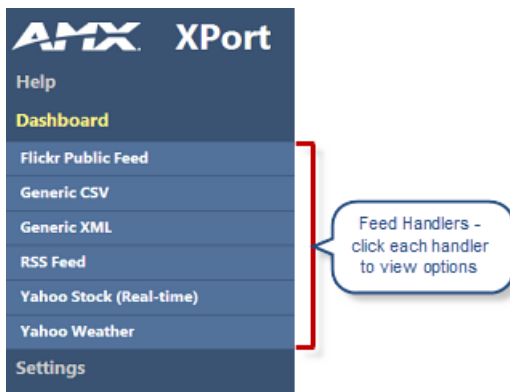 AMX XPort
Help
Dashboard
Flickr Public Feed
Generic CSV
Generic XML
RSS Feed
Yahoo Stock (Real-time)
Yahoo Weather
Settings
Feed Handlers -
click each handler
to view options